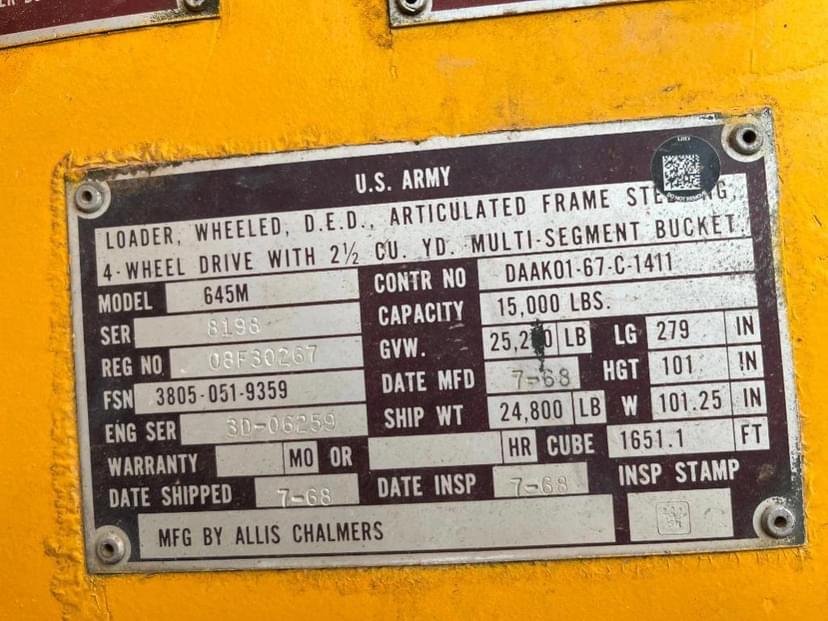 U.S. ARMY
LOADER, WHEELED, D.E.D., ARTICULATED FRAME
4-WHEEL DRIVE WITH 2½ CU. YD. MULTI-SEGMENT BUCKET
MODEL 645M CONTR NO DAAK01-67-C-1411
SER 8198 CAPACITY 15,000 LBS.
REG NO 08F30267 GVW. LB LG 279 IN
FSN 3805-051-9359 DATE MFD 7-68 HGT 101 IN
ENG SER 3D-06259 SHIP WT 24,800 LB W 101.25 IN
WARRANTY MO OR HR CUBE 1651.1 FT
DATE SHIPPED 7-68 DATE INSP 7-68 INSP STAMP
MFG BY ALLIS CHALMERS
DO NOT REMOVE